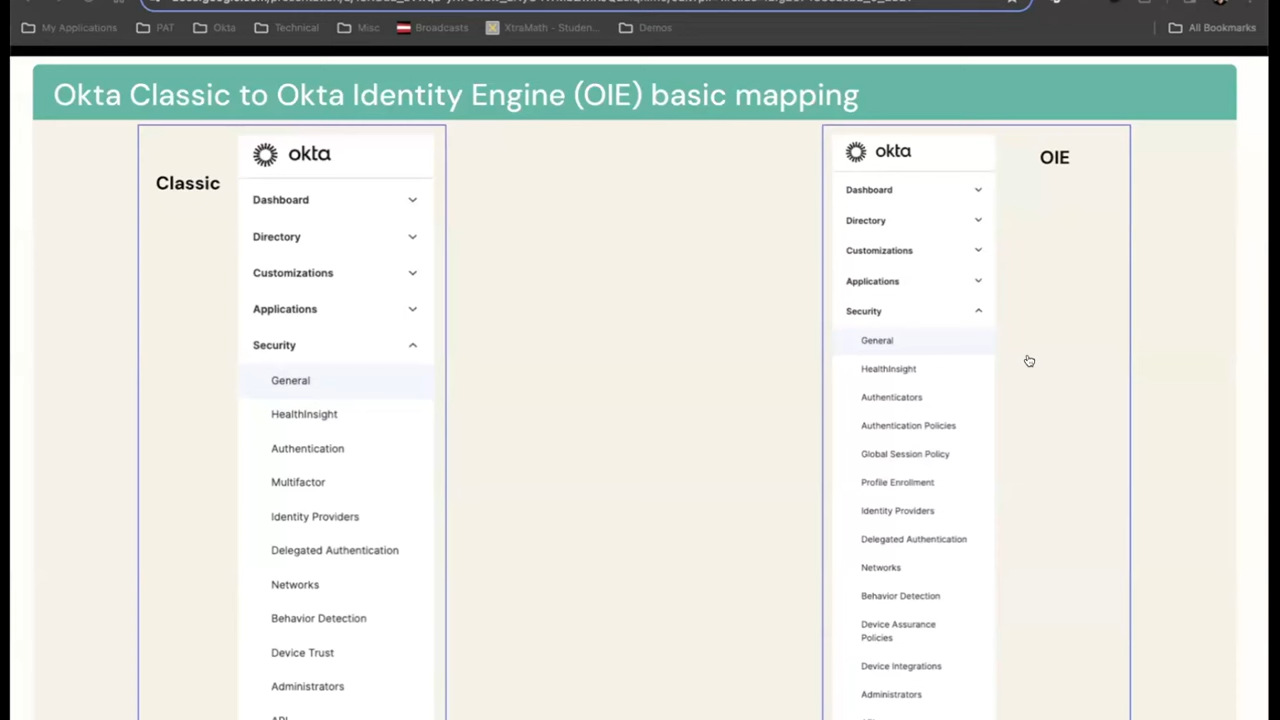 My Applications PAT Okta Technical Misc Broadcasts XtraMath - Studen... Demos All Bookmarks
Okta Classic to Okta Identity Engine (OIE) basic mapping
Classic
okta
Dashboard
Directory
Customizations
Applications
Security
General
HealthInsight
Authentication
Multifactor
Identity Providers
Delegated Authentication
Networks
Behavior Detection
Device Trust
Administrators
API
okta
OIE
Dashboard
Directory
Customizations
Applications
Security
General
HealthInsight
Authenticators
Authentication Policies
Global Session Policy
Profile Enrollment
Identity Providers
Delegated Authentication
Networks
Behavior Detection
Device Assurance
Policies
Device Integrations
Administrators